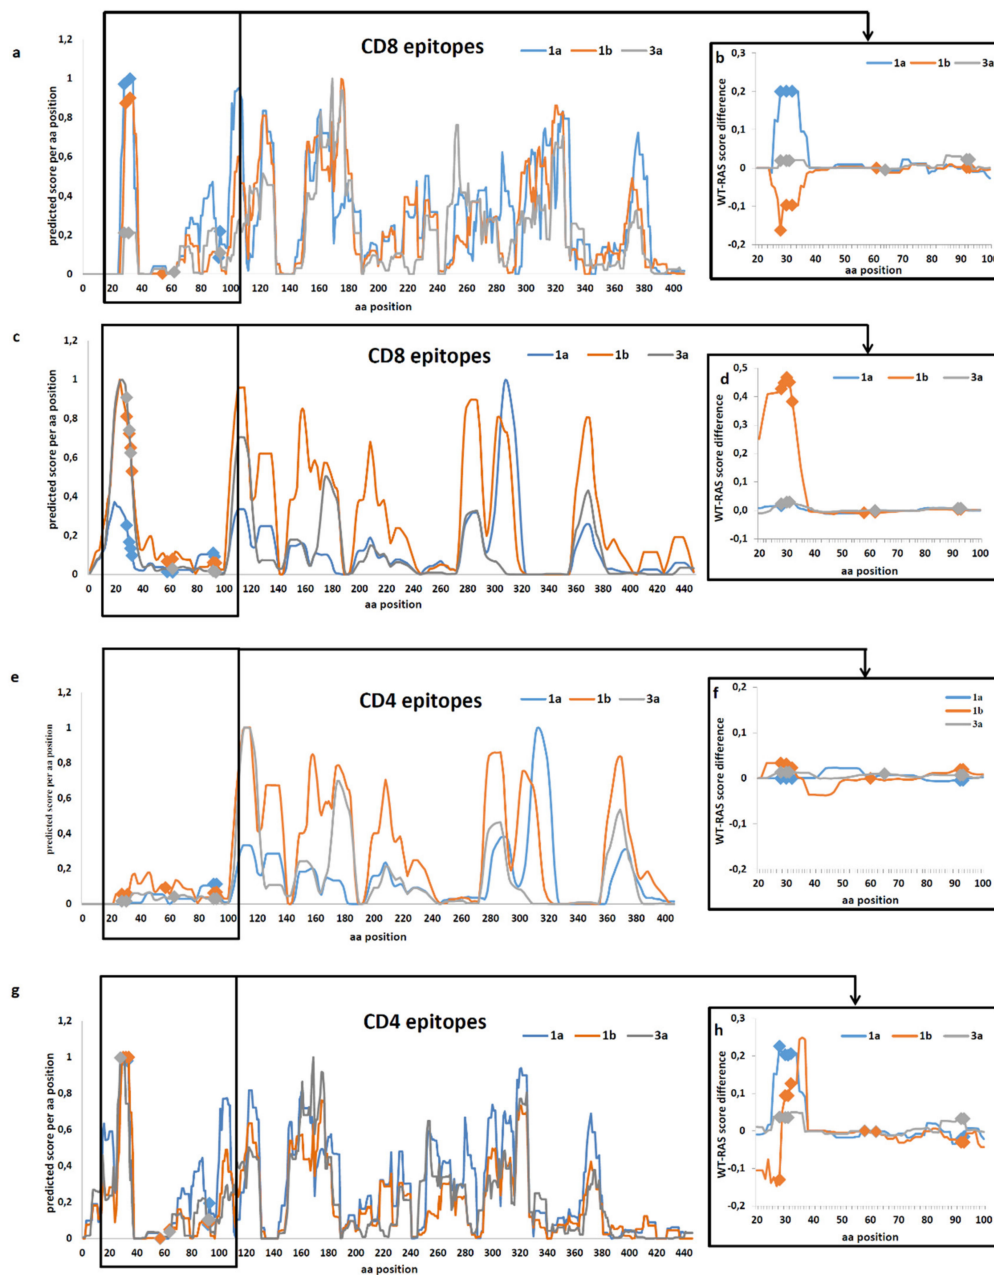 a
CD8 epitopes
1a 1b 3a
predicted score per aa position
1,2
1
0,8
0,6
0,4
0,2
0
0 20 40 60 80 100 120 140 160 180 200 220 240 260 280 300 320 340 360 380 400
aa position
b
1a 1b 3a
WT-RAS score difference
0,3
0,2
0,1
0
-0,1
-0,2
20 30 40 50 60 70 80 90 100
aa position
c
CD8 epitopes
1a 1b 3a
predicted score per aa position
1,2
1
0,8
0,6
0,4
0,2
0
0 20 40 60 80 100 120 140 160 180 200 220 240 260 280 300 320 340 360 380 400 420 440
aa position
d
1a 1b 3a
WT-RAS score difference
0,5
0,4
0,3
0,2
0,1
0,0
-0,1
20 30 40 50 60 70 80 90 100
aa position
e
CD4 epitopes
1a 1b 3a
predicted score per aa position
1,2
1
0,8
0,6
0,4
0,2
0
0 20 40 60 80 100 120 140 160 180 200 220 240 260 280 300 320 340 360 380 400
aa position
f
1a
1b
3a
WT-RAS score difference
0,2
0,1
0
-0,1
-0,2
20 30 40 50 60 70 80 90 100
aa position
g
CD4 epitopes
1a 1b 3a
predicted score per aa position
1,2
1
0,8
0,6
0,4
0,2
0
0 20 40 60 80 100 120 140 160 180 200 220 240 260 280 300 320 340 360 380 400 420 440
aa position
h
1a 1b 3a
WT-RAS score difference
0,3
0,2
0,1
0
-0,1
-0,2
20 30 40 50 60 70 80 90 100
aa position